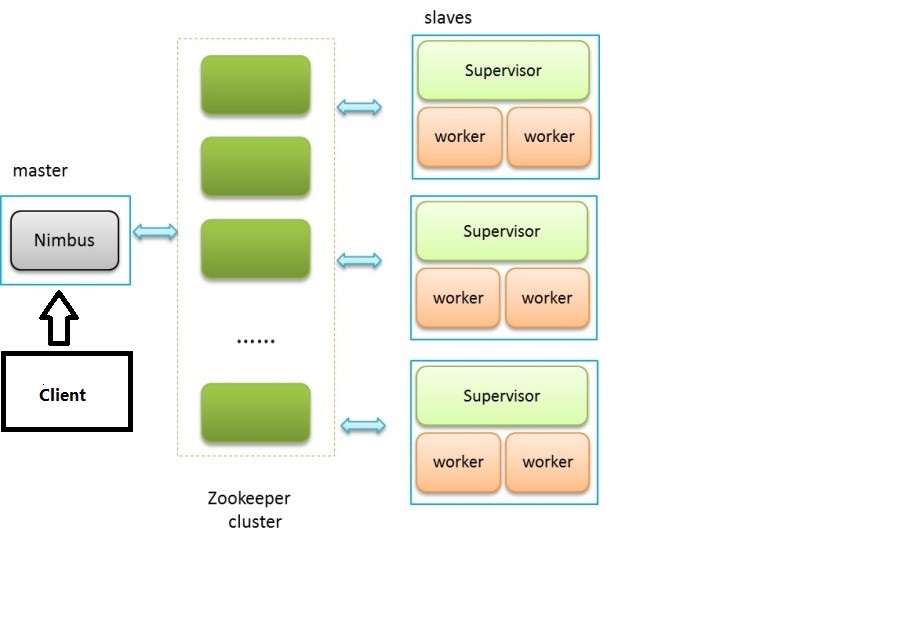 slaves
master
Nimbus
Client
......
Zookeeper
cluster
Supervisor
worker worker
Supervisor
worker worker
Supervisor
worker worker